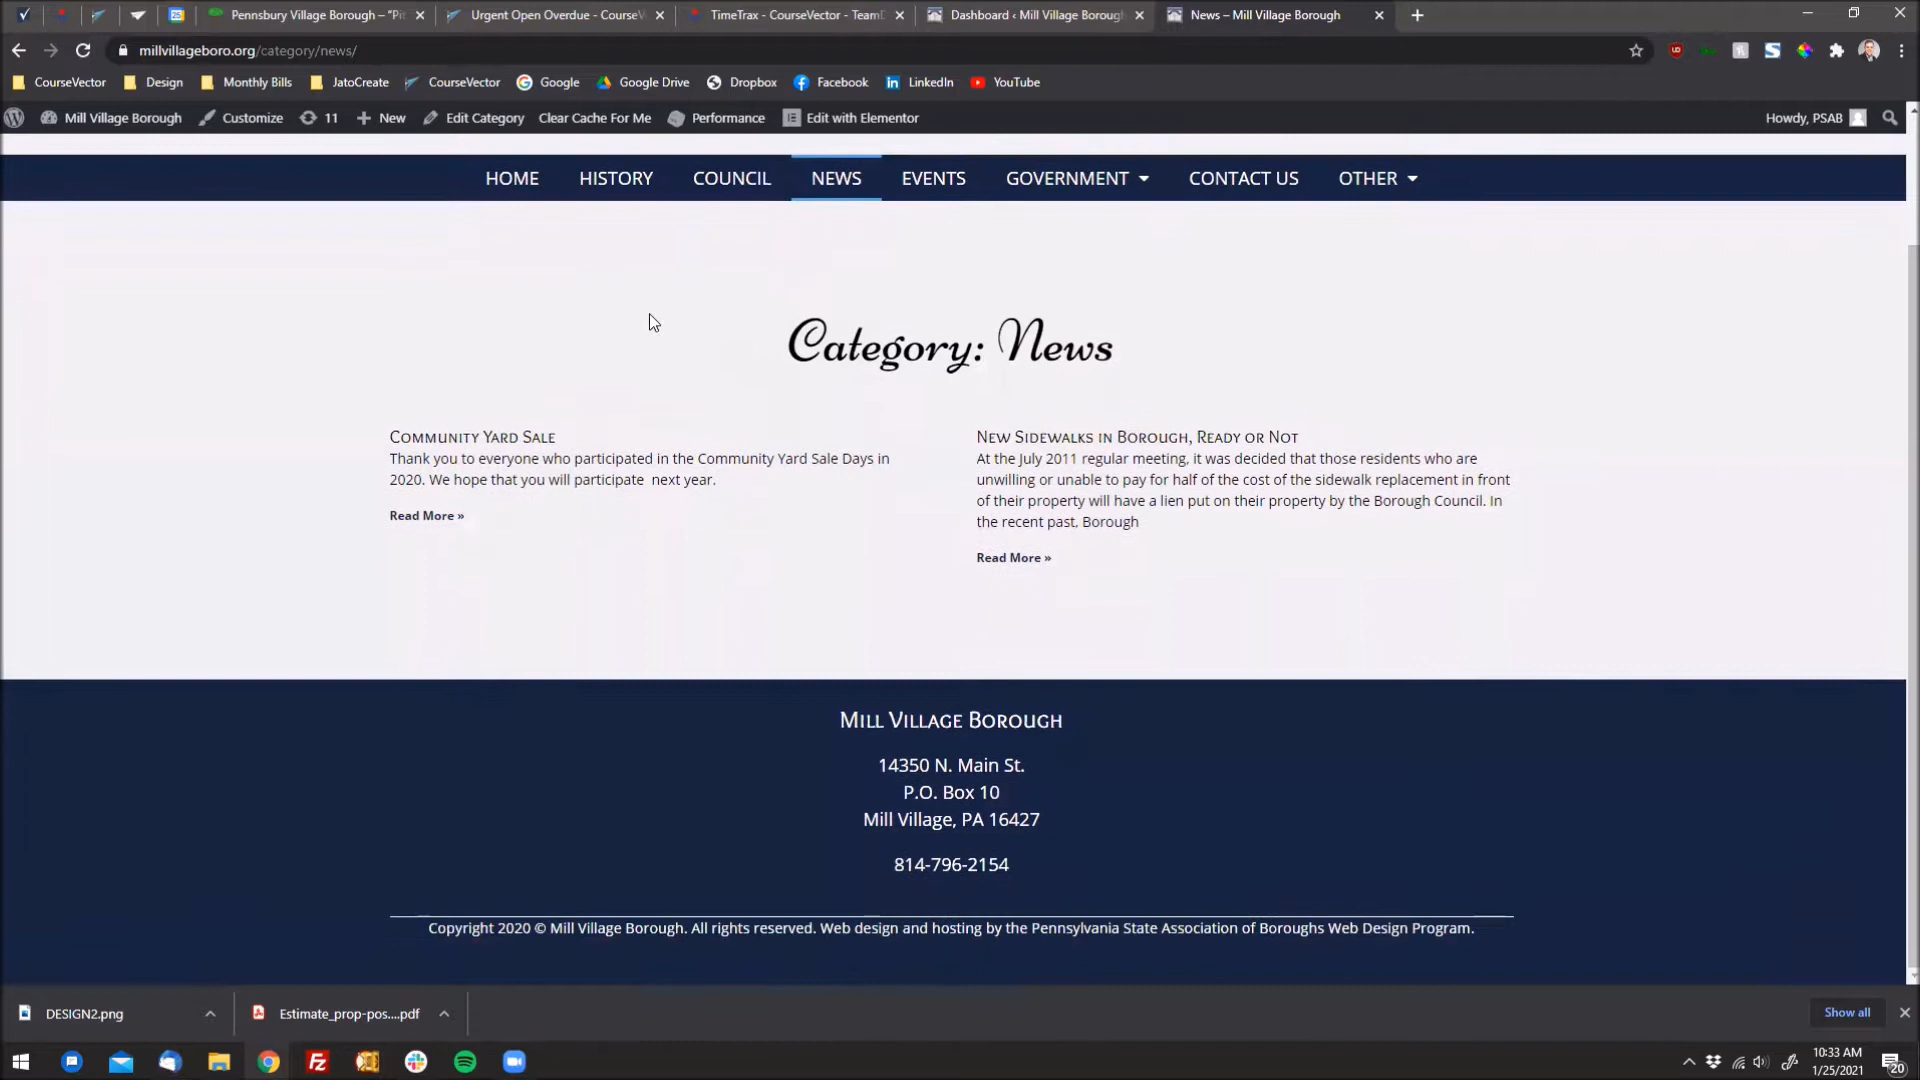 Pennsbury Village Borough – "Pi
Urgent Open Overdue - CourseV
TimeTrax - CourseVector - Team
Dashboard ‹ Mill Village Borough
News – Mill Village Borough
millvillageboro.org/category/news/
CourseVector
Design
Monthly Bills
JatoCreate
CourseVector
Google
Google Drive
Dropbox
Facebook
LinkedIn
YouTube
Mill Village Borough
Customize
11
New
Edit Category
Clear Cache For Me
Performance
Edit with Elementor
Howdy, PSAB
HOME
HISTORY
COUNCIL
NEWS
EVENTS
GOVERNMENT
CONTACT US
OTHER
Category: News
Community Yard Sale
Thank you to everyone who participated in the Community Yard Sale Days in
2020. We hope that you will participate  next year.
Read More »
New Sidewalks in Borough, Ready or Not
At the July 2011 regular meeting, it was decided that those residents who are
unwilling or unable to pay for half of the cost of the sidewalk replacement in front
of their property will have a lien put on their property by the Borough Council. In
the recent past, Borough
Read More »
Mill Village Borough
14350 N. Main St.
P.O. Box 10
Mill Village, PA 16427
814-796-2154
Copyright 2020 © Mill Village Borough. All rights reserved. Web design and hosting by the Pennsylvania State Association of Boroughs Web Design Program.
DESIGN2.png
Estimate_prop-pos....pdf
Show all
10:33 AM
1/25/2021
20